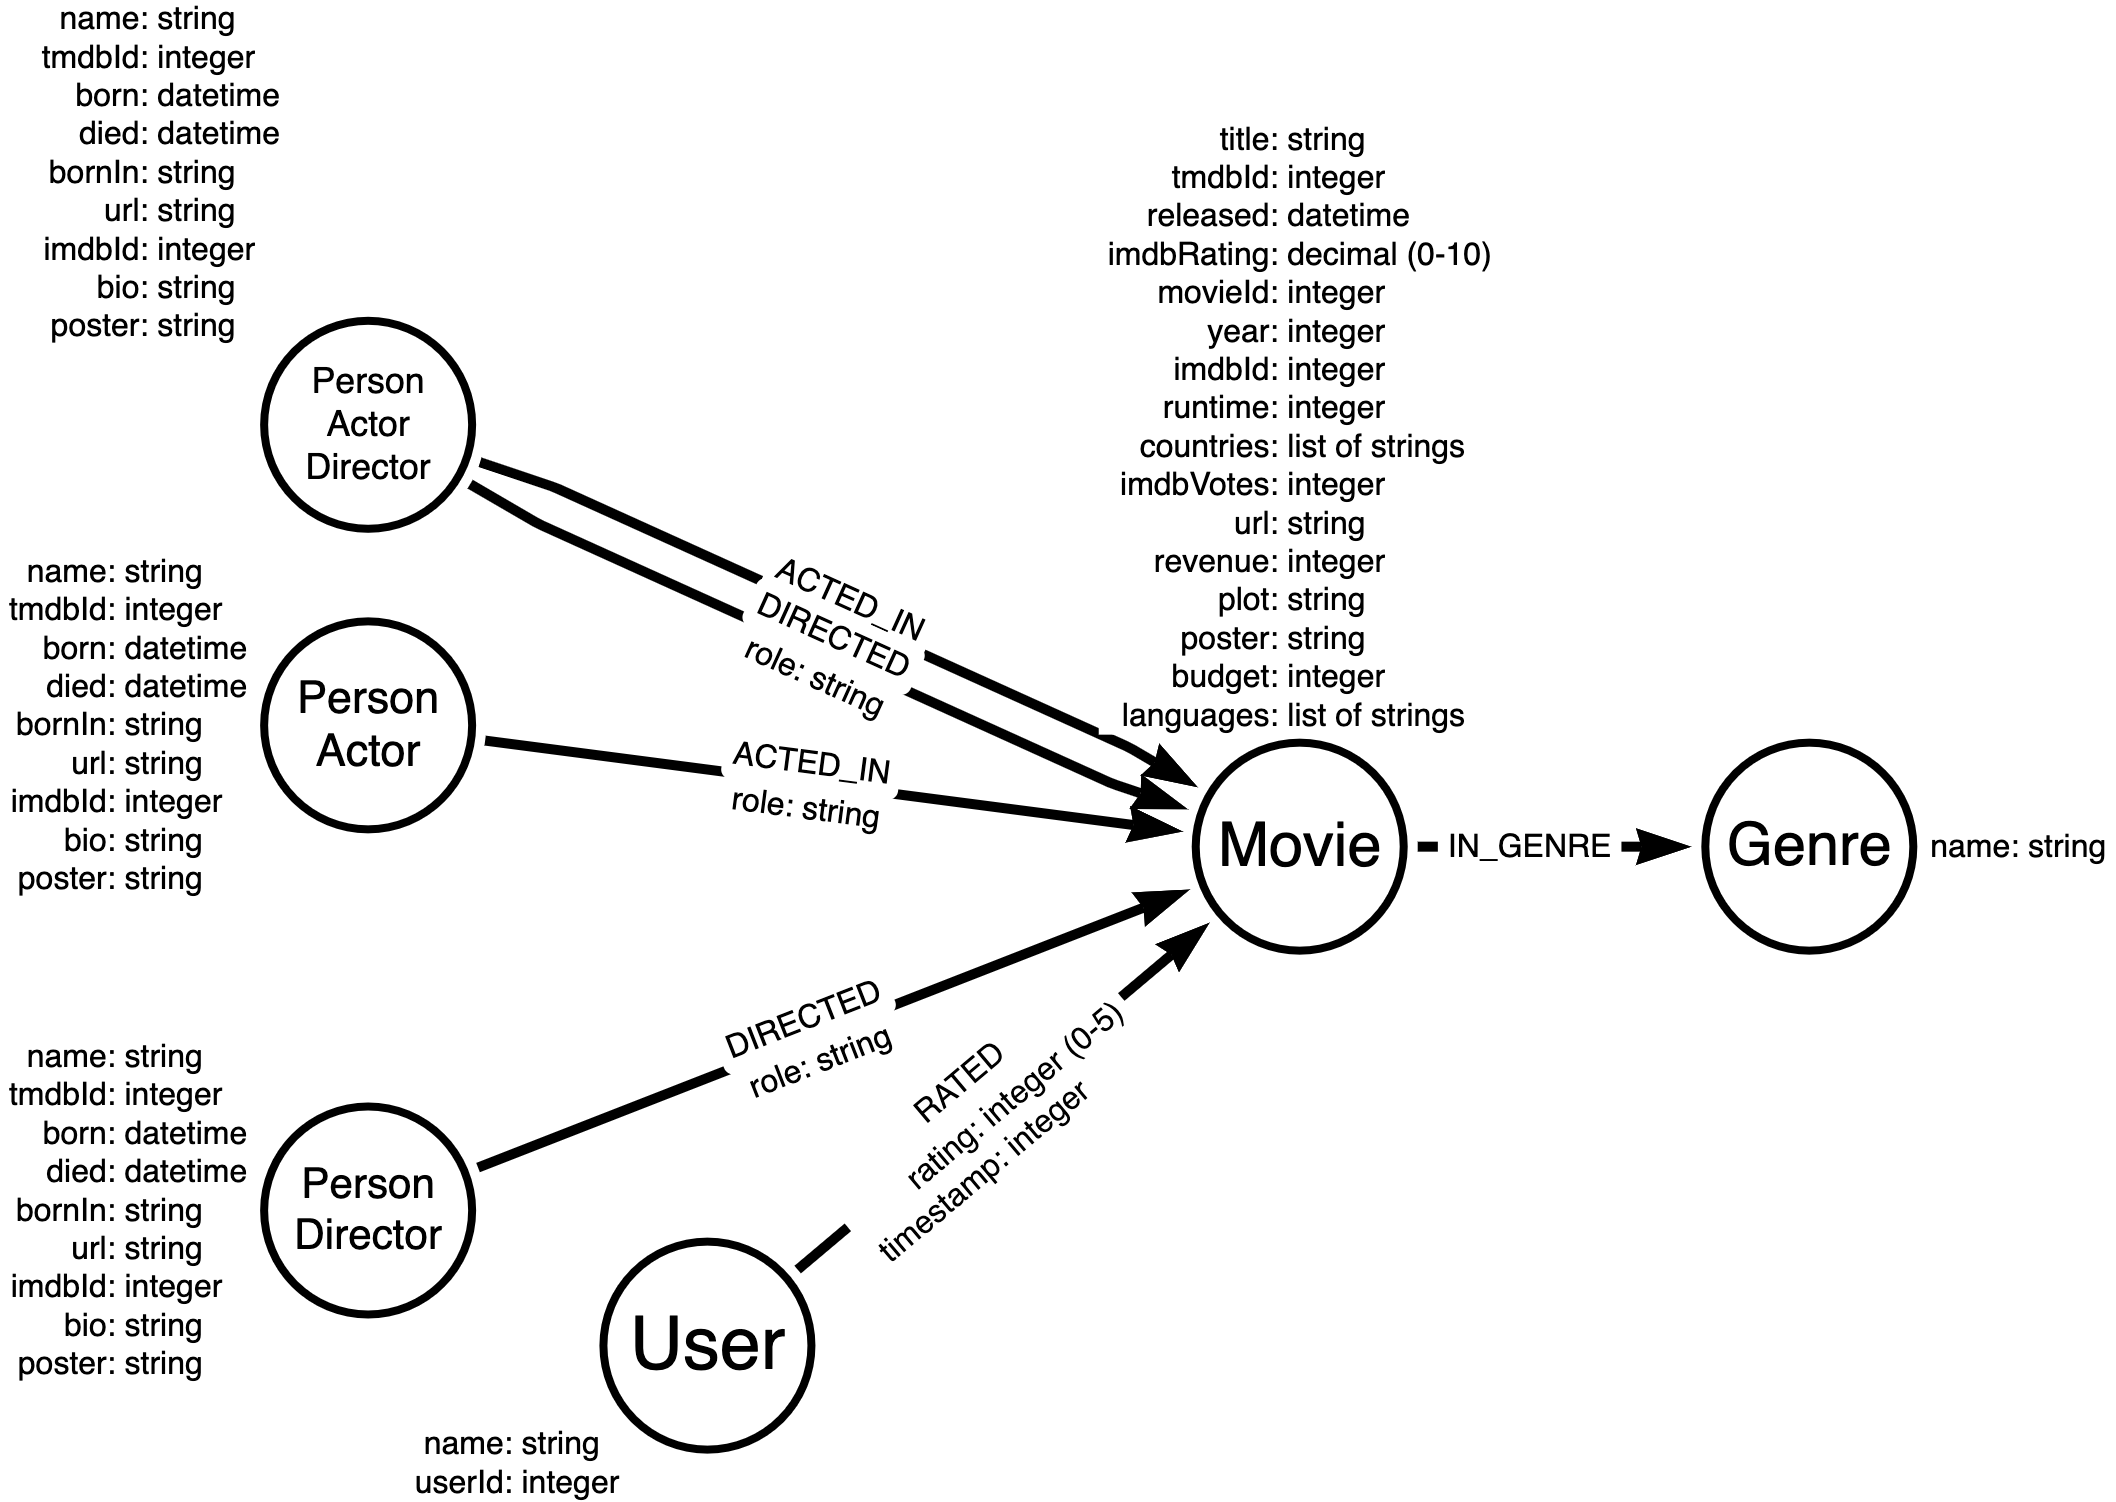 name: string
tmdbId: integer
born: datetime
died: datetime
bornIn: string
url: string
imdbId: integer
bio: string
poster: string
Person
Actor
Director
title: string
tmdbId: integer
released: datetime
imdbRating: decimal (0-10)
movieId: integer
year: integer
imdbId: integer
runtime: integer
countries: list of strings
imdbVotes: integer
url: string
revenue: integer
plot: string
poster: string
budget: integer
languages: list of strings
ACTED_IN
DIRECTED
role: string
name: string
tmdbId: integer
born: datetime
died: datetime
bornIn: string
url: string
imdbId: integer
bio: string
poster: string
Person
Actor
ACTED_IN
role: string
Movie
IN_GENRE
Genre
name: string
DIRECTED
role: string
name: string
tmdbId: integer
born: datetime
died: datetime
bornIn: string
url: string
imdbId: integer
bio: string
poster: string
Person
Director
RATED
rating: integer (0-5)
timestamp: integer
User
name: string
userId: integer